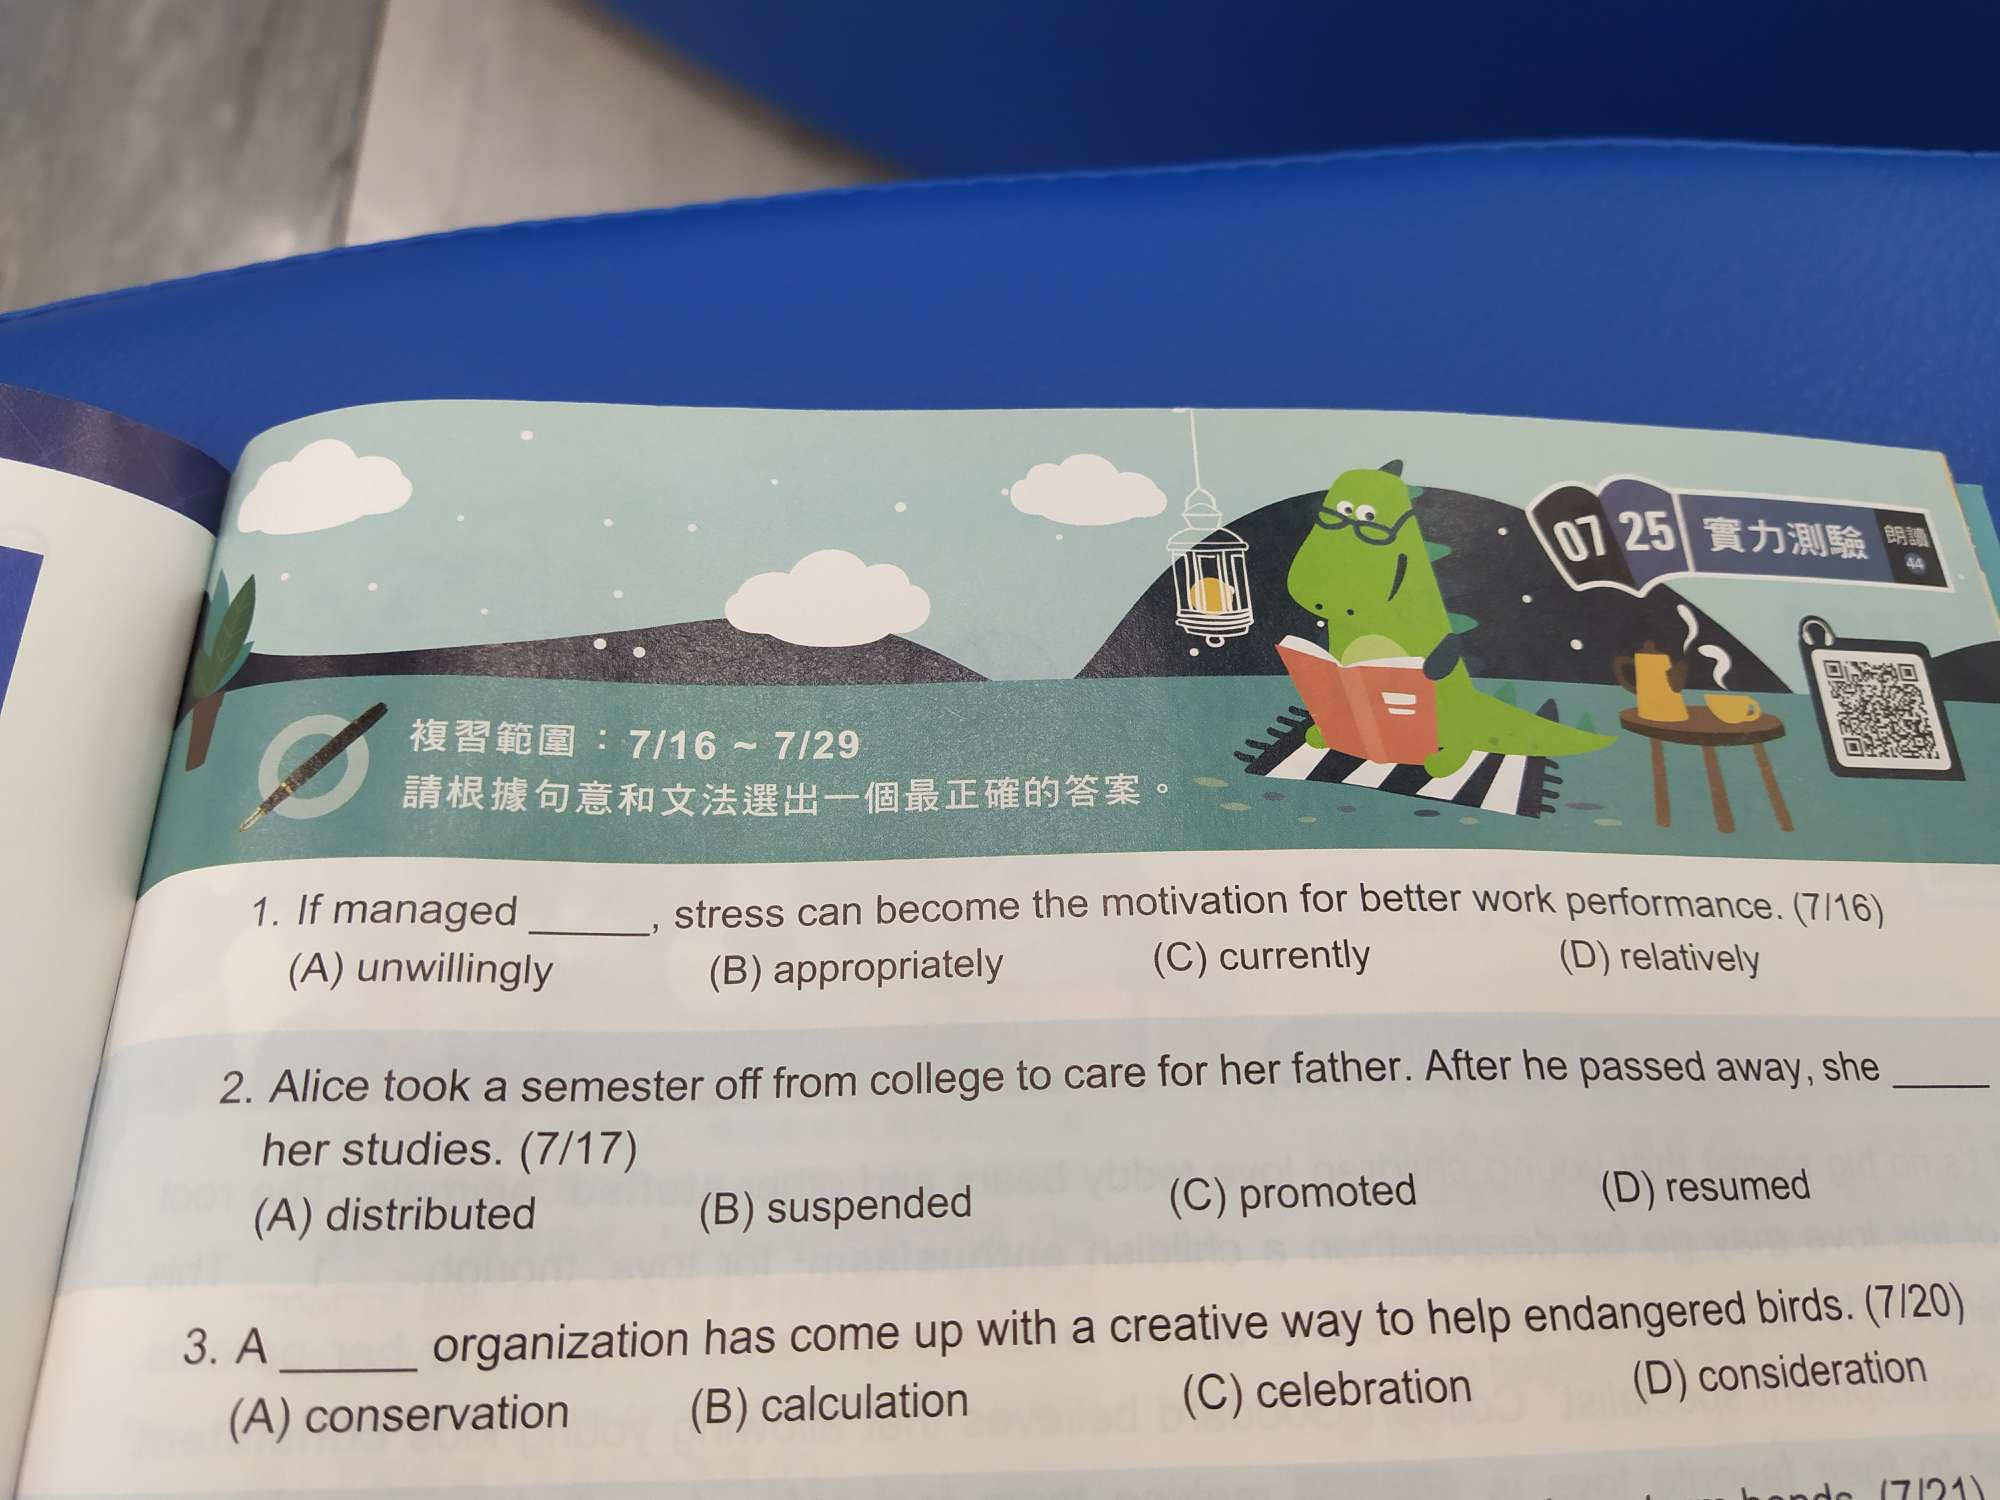 07 25 實力測驗 朗讀 44
複習範圍：7/16 ~ 7/29
請根據句意和文法選出一個最正確的答案。
1. If managed ______, stress can become the motivation for better work performance. (7/16)
(A) unwillingly (B) appropriately (C) currently (D) relatively
2. Alice took a semester off from college to care for her father. After he passed away, she _____
her studies. (7/17)
(A) distributed (B) suspended (C) promoted (D) resumed
3. A ______ organization has come up with a creative way to help endangered birds. (7/20)
(A) conservation (B) calculation (C) celebration (D) consideration
bonds. (7/21)